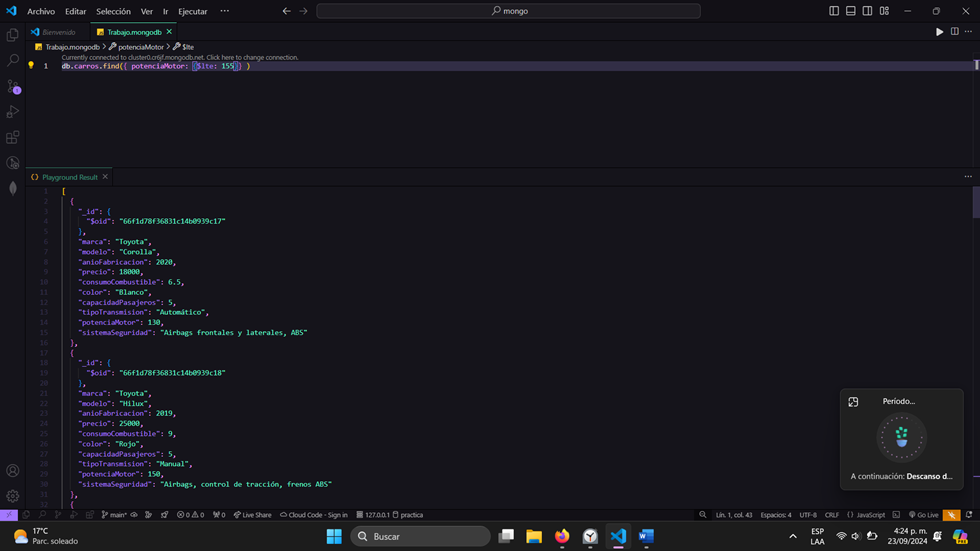 Archivo Editar Selección Ver Ir Ejecutar ···
mongo
Bienvenido
Trabajo.mongodb
Trabajo.mongodb > potenciaMotor > $lte
Currently connected to cluster0.cr6jf.mongodb.net. Click here to change connection.
1 db.carros.find({ potenciaMotor: {$lte: 155}} )
1
Playground Result
1 [
2 {
3 "_id": {
4 "$oid": "66f1d78f36831c14b0939c17"
5 },
6 "marca": "Toyota",
7 "modelo": "Corolla",
8 "anioFabricacion": 2020,
9 "precio": 18000,
10 "consumoCombustible": 6.5,
11 "color": "Blanco",
12 "capacidadPasajeros": 5,
13 "tipoTransmision": "Automático",
14 "potenciaMotor": 130,
15 "sistemaSeguridad": "Airbags frontales y laterales, ABS"
16 },
17 {
18 "_id": {
19 "$oid": "66f1d78f36831c14b0939c18"
20 },
21 "marca": "Toyota",
22 "modelo": "Hilux",
23 "anioFabricacion": 2019,
24 "precio": 25000,
25 "consumoCombustible": 9,
26 "color": "Rojo",
27 "capacidadPasajeros": 5,
28 "tipoTransmision": "Manual",
29 "potenciaMotor": 150,
30 "sistemaSeguridad": "Airbags, control de tracción, frenos ABS"
31 },
32 {
Período...
A continuación: Descanso d...
main* 0 0 0 Live Share Cloud Code - Sign in 127.0.0.1 practica Lín. 1, col. 43 Espacios: 4 UTF-8 CRLF {} JavaScript Go Live
17°C
Parc. soleado
Buscar
ESP
LAA
4:24 p. m.
23/09/2024